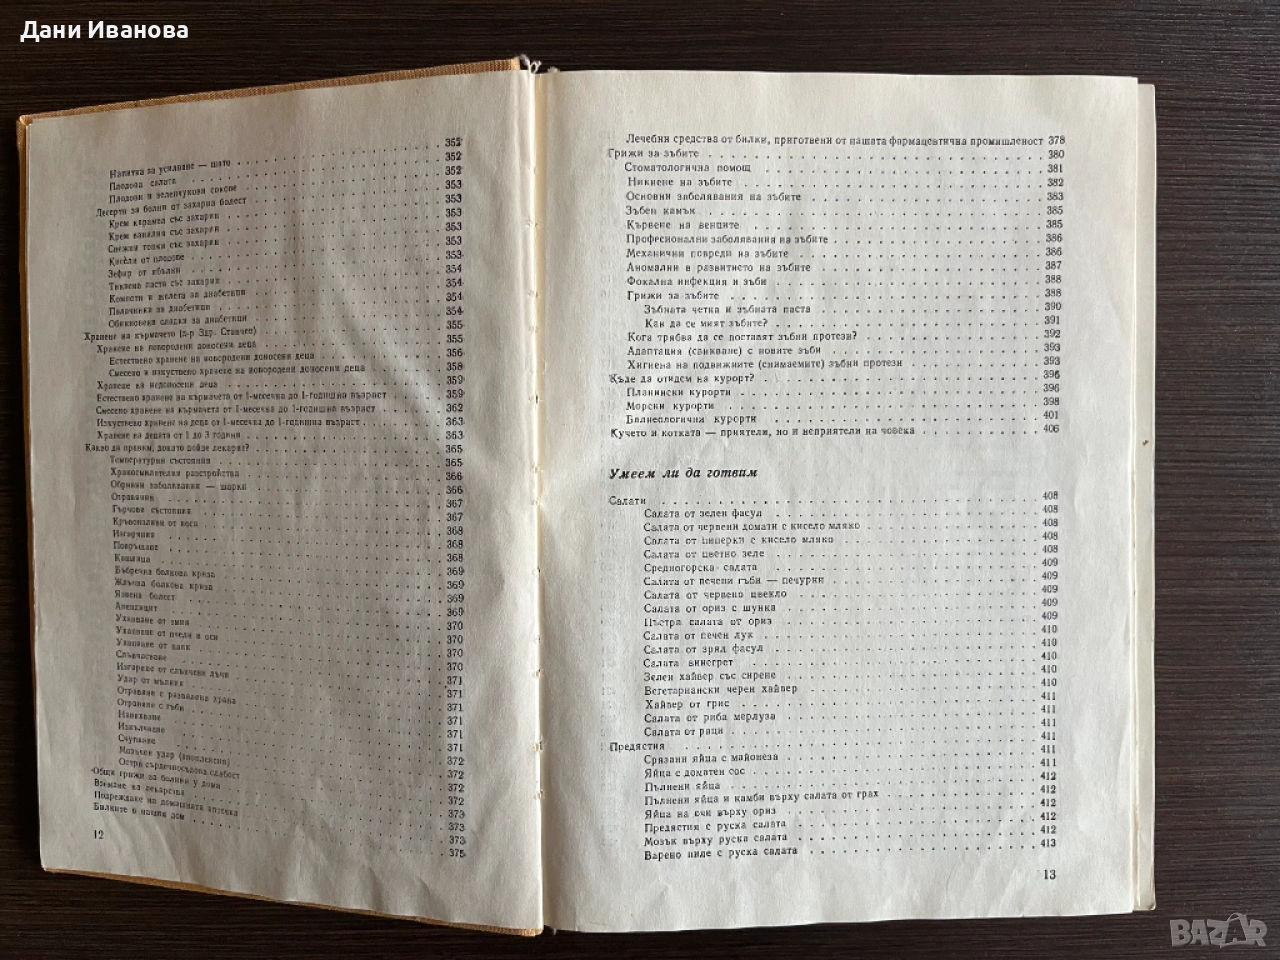 Дани Иванова
Напитка за усилване — шато 352
Плодова салата 352
Плодови и зеленчукови сокове 352
Десерти за болни от захарна болест 353
Крем карамел със захарин 353
Крем ванилия със захарин 353
Снежни топки със захарин 353
Кисели от плодове 353
Зефир от ябълки 353
Тиквена паста със захарин 354
Компоти и желета за диабетици 354
Палачинки за диабетици 354
Обикновени сладки за диабетици 354
Хранене на кърмачето (д-р Здр. Станчев) 355
Хранене на новородени доносени деца 355
Естествено хранене на новородени доносени деца 356
Смесено и изкуствено хранене на новородени доносени деца 358
Хранене на недоносени деца 359
Естествено хранене на кърмачета от 1-месечна до 1-годишна възраст 359
Смесено хранене на кърмачета от 1-месечна до 1-годишна възраст 362
Изкуствено хранене на деца от 1-месечна до 1-годишна възраст 363
Хранене на децата от 1 до 3 години 363
Какво да правим, докато дойде лекарят? 365
Температурни състояния 365
Храносмилателни разстройства 366
Обривни заболявания — шарки 366
Отравяния 367
Гърчови състояния 367
Кръвоизливи от носа 368
Изгаряния 368
Повръщане 368
Кашлица 369
Бъбречна болкова криза 369
Жлъчна болкова криза 369
Язвена болест 369
Апендицит 370
Ухапване от змия 370
Ухапване от пчели и оси 370
Ухапване от паяк 370
Слънчасване 371
Изгаряне от слънчеви лъчи 371
Удар от мълния 371
Отравяне с развалена храна 371
Отравяне с гъби 371
Навяхване 371
Изкълчване 372
Счупване 372
Мозъчен удар (апоплексия) 372
Остра сърдечносъдова слабост 372
Общи грижи за болния у дома 373
Вземане на лекарства 373
Подреждане на домашната аптечка 373
Билките в нашия дом 375
12
Лечебни средства от билки, приготвени от нашата фармацевтична промишленост 378
Грижи за зъбите 380
Стоматологична помощ 381
Никнене на зъбите 382
Основни заболявания на зъбите 383
Зъбен камък 385
Кървене на венците 385
Професионални заболявания на зъбите 386
Механични повреди на зъбите 386
Аномалии в развитието на зъбите 387
Фокална инфекция и зъби 388
Грижи за зъбите 388
Зъбната четка и зъбната паста 390
Как да се мият зъбите? 391
Кога трябва да се поставят зъбни протези? 392
Адаптация (свикване) с новите зъби 393
Хигиена на подвижните (снимаемите) зъбни протези 393
Къде да отидем на курорт? 396
Планински курорти 396
Морски курорти 398
Балнеологични курорти 401
Кучето и котката — приятели, но и неприятели на човека 406
Умеем ли да готвим
Салати 408
Салата от зелен фасул 408
Салата от червени домати с кисело мляко 408
Салата от пиперки с кисело мляко 408
Салата от цветно зеле 408
Средногорска салата 409
Салата от печени гъби — печурки 409
Салата от червено цвекло 409
Салата от ориз с шунка 409
Пъстра салата от ориз 409
Салата от печен лук 410
Салата от зрял фасул 410
Салата винегрет 410
Зелен хайвер със сирене 410
Вегетариански черен хайвер 410
Хайвер от грис 411
Салата от риба мерлуза 411
Салата от раци 411
Предястия 411
Срязани яйца с майонеза 411
Яйца с доматен сос 411
Пълнени яйца 412
Пълнени яйца и камби върху салата от грах 412
Яйца на очи върху ориз 412
Предястия с руска салата 412
Мозък върху руска салата 412
Варено пиле с руска салата 413
13
BAZAR